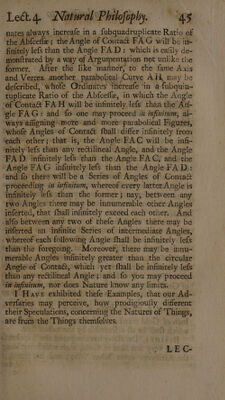 Lect. 4. Natural Philosophy. 45
nates always increase in a subquadruplicate Ratio of
the Abscessæ; the Angle of Contact FAG will be in-
finitely less than the Angle FAD: which is easily de-
monstrated by a way of Argumentation not unlike the
former. After the like manner, to the same Axis
and Vertex another parabolical Curve AH may be
described, whose Ordinates increase in a subquin-
tuplicate Ratio of the Abscissa, in which the Angle
of Contact FAH will be infinitely less than the An-
gle FAG: and so one may proceed in infinitum, al-
ways assigning more and more parabolical Figures,
whose Angles of Contact shall differ infinitely from
each other; that is, the Angle FAC will be infi-
nitely less than any rectilineal Angle, and the Angle
FAD infinitely less than the Angle FAC, and the
Angle FAG infinitely less than the Angle FAD:
and so there will be a Series of Angles of Contact
proceeding in infinitum, whereof every latter Angle is
infinitely less than the former; nay, between any
two Angles there may be innumerable other Angles
inserted, that shall infinitely exceed each other. And
also between any two of these Angles there may be
inserted an infinite Series of intermediate Angles,
whereof each following Angle shall be infinitely less
than the foregoing. Moreover, there may be innu-
merable Angles infinitely greater than the circular
Angle of Contact, which yet shall be infinitely less
than any rectilineal Angle; and so you may proceed
in infinitum, nor does Nature know any limits.
I HAVE exhibited these Examples, that our Ad-
versaries may perceive, how prodigiously different
their Speculations, concerning the Natures of Things,
are from the Things themselves.
LEC-